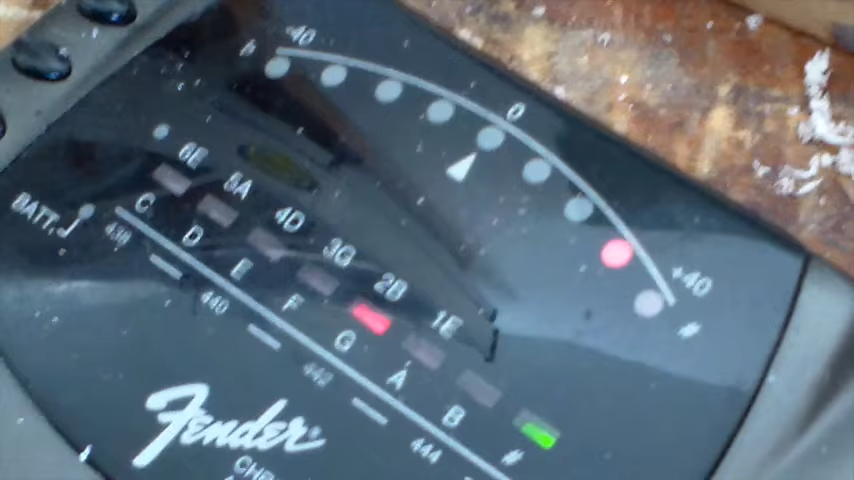 -40 0 +40
♭ #
6E 5A 4D 3G 2B 1E
C D E F G A B #
BATT.
438 440 442 444
Fender